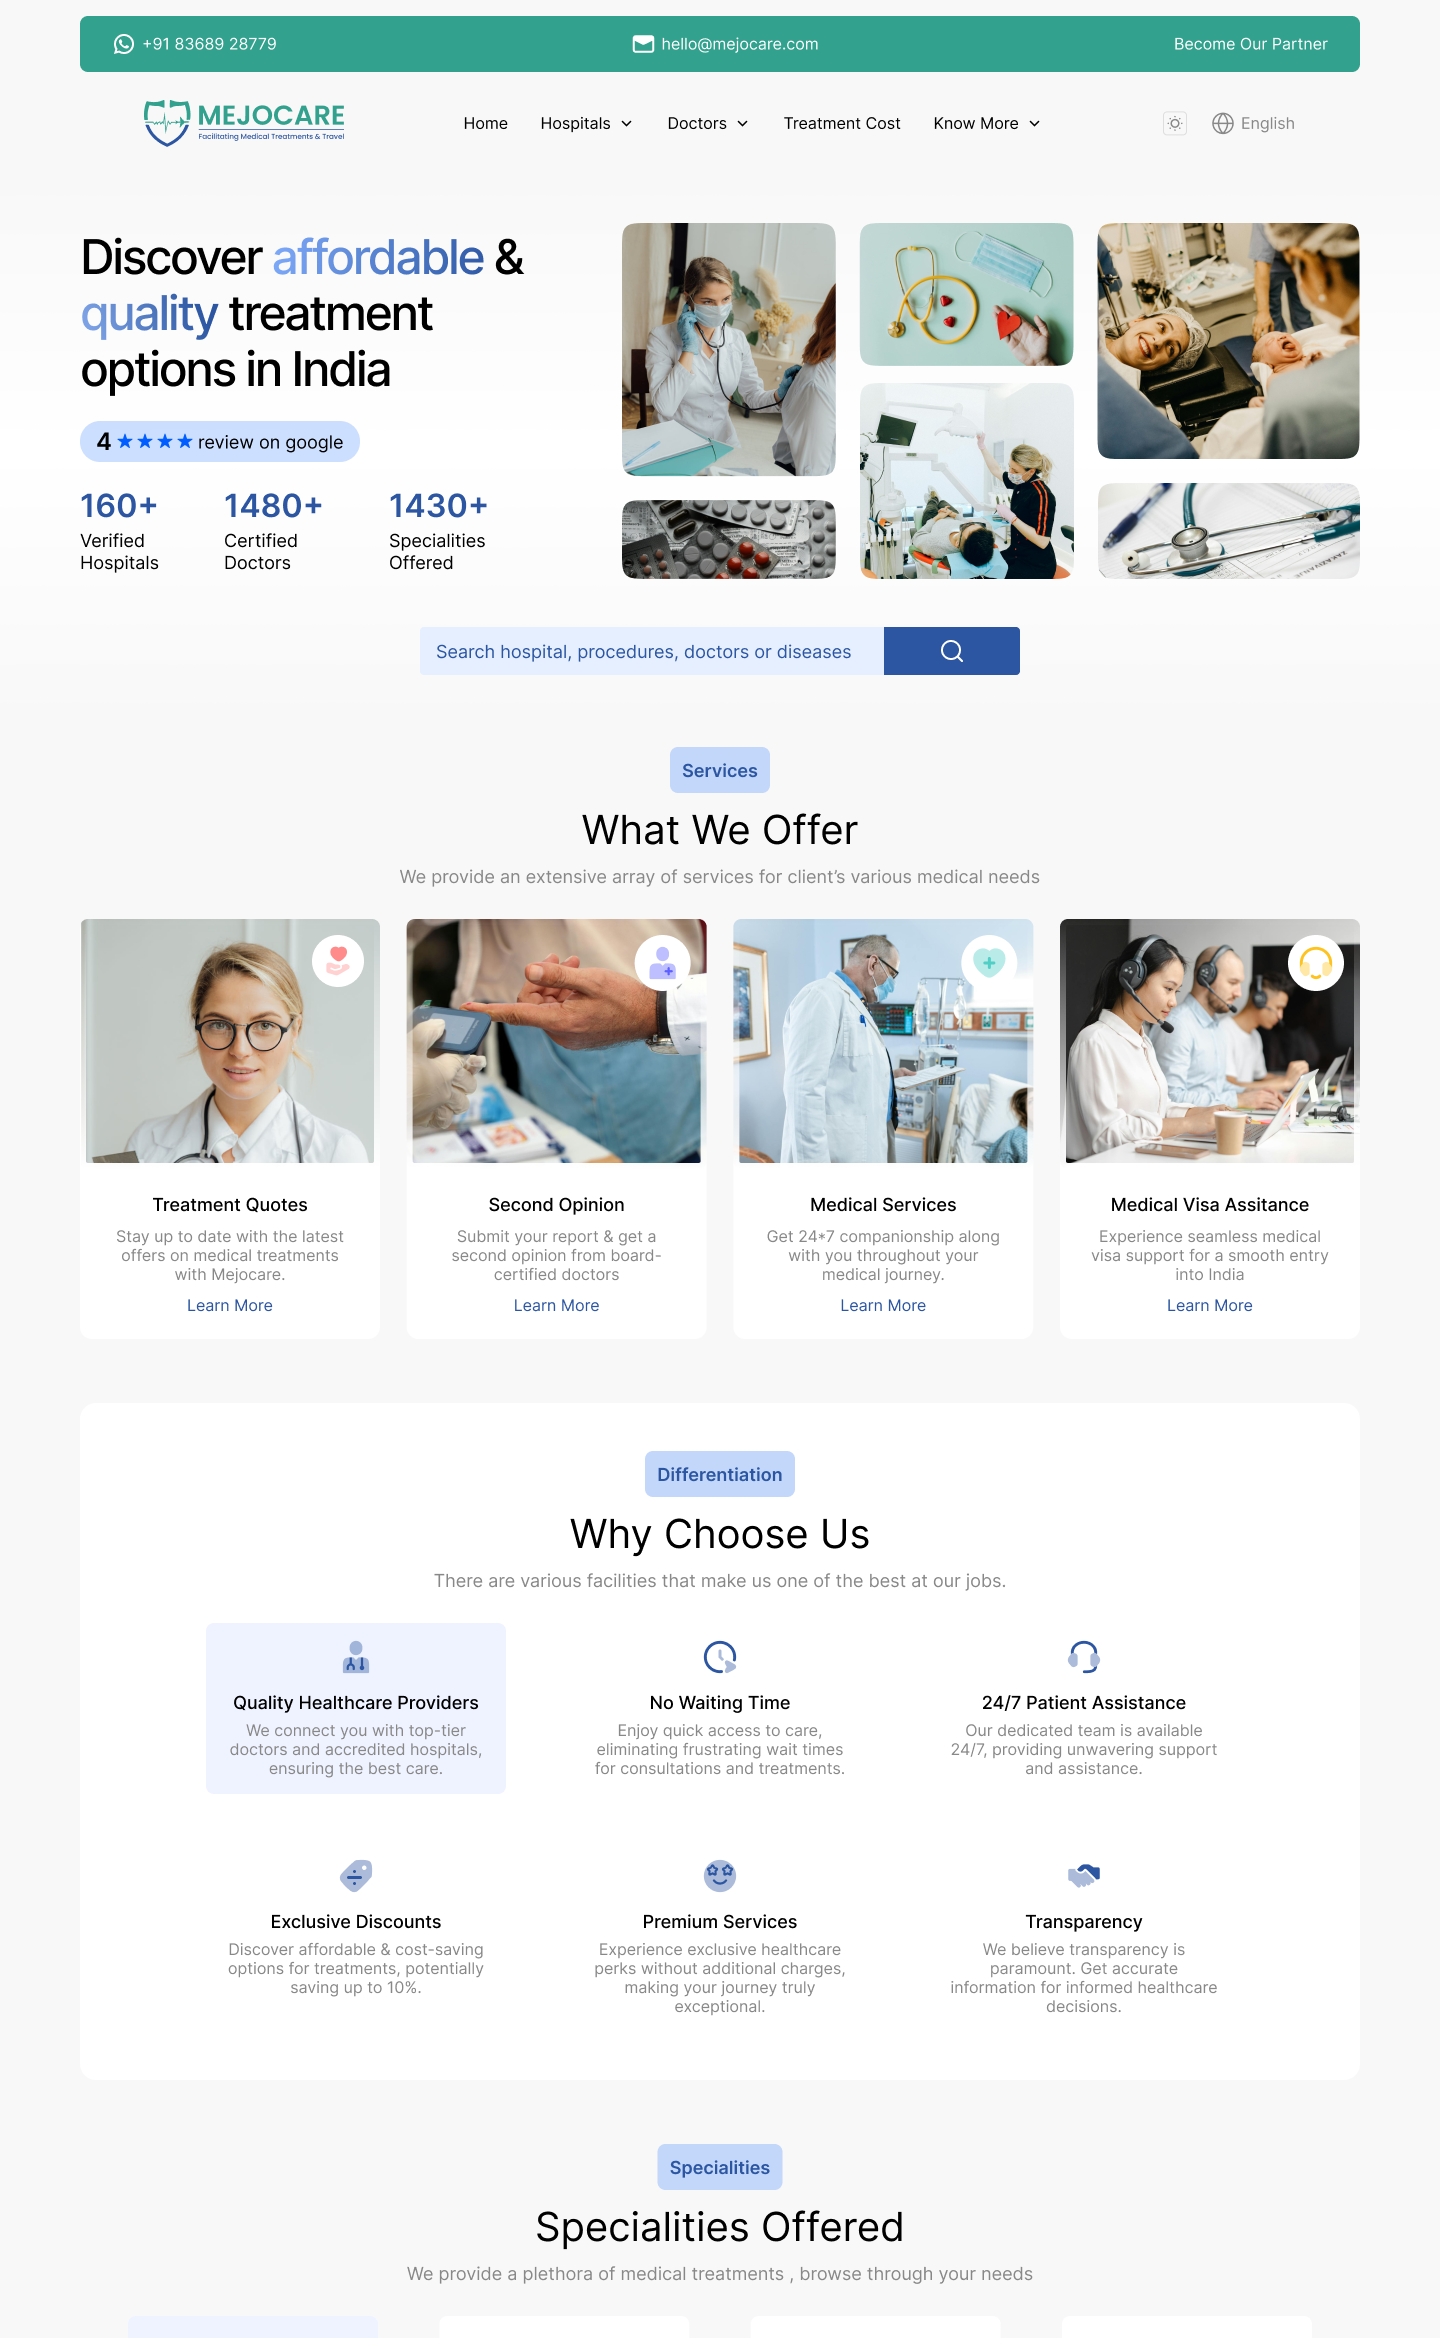 +91 83689 28779
hello@mejocare.com
Become Our Partner
MEJOCARE
Facilitating Medical Treatments & Travel
Home
Hospitals
Doctors
Treatment Cost
Know More
English
Discover affordable &
quality treatment
options in India
4 ★★★★ review on google
160+
Verified
Hospitals
1480+
Certified
Doctors
1430+
Specialities
Offered
Search hospital, procedures, doctors or diseases
Services
What We Offer
We provide an extensive array of services for client’s various medical needs
Treatment Quotes
Stay up to date with the latest
offers on medical treatments
with Mejocare.
Learn More
Second Opinion
Submit your report & get a
second opinion from board-
certified doctors
Learn More
Medical Services
Get 24*7 companionship along
with you throughout your
medical journey.
Learn More
Medical Visa Assitance
Experience seamless medical
visa support for a smooth entry
into India
Learn More
Differentiation
Why Choose Us
There are various facilities that make us one of the best at our jobs.
Quality Healthcare Providers
We connect you with top-tier
doctors and accredited hospitals,
ensuring the best care.
No Waiting Time
Enjoy quick access to care,
eliminating frustrating wait times
for consultations and treatments.
24/7 Patient Assistance
Our dedicated team is available
24/7, providing unwavering support
and assistance.
Exclusive Discounts
Discover affordable & cost-saving
options for treatments, potentially
saving up to 10%.
Premium Services
Experience exclusive healthcare
perks without additional charges,
making your journey truly
exceptional.
Transparency
We believe transparency is
paramount. Get accurate
information for informed healthcare
decisions.
Specialities
Specialities Offered
We provide a plethora of medical treatments , browse through your needs